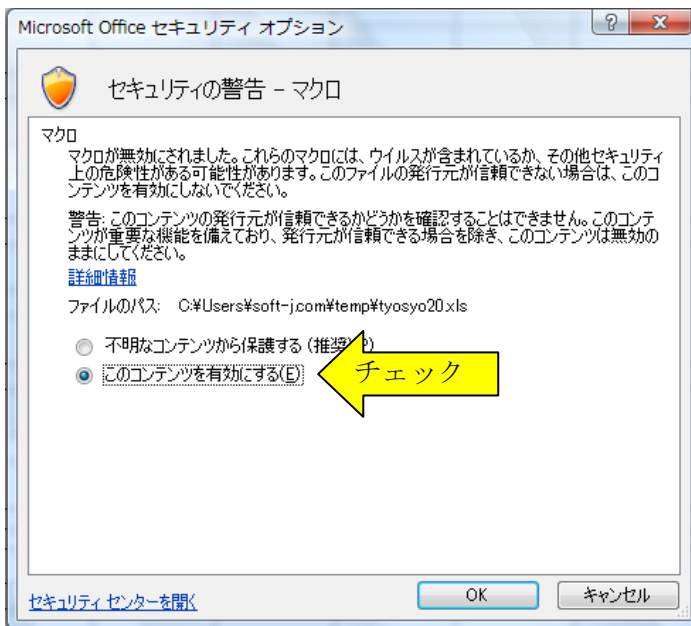 Microsoft Office セキュリティ オプション
セキュリティの警告 - マクロ
マクロ
マクロが無効にされました。これらのマクロには、ウイルスが含まれているか、その他セキュリティ
上の危険性がある可能性があります。このファイルの発行元が信頼できない場合は、このコ
ンテンツを有効にしないでください。
警告: このコンテンツの発行元が信頼できるかどうかを確認することはできません。このコンテ
ンツが重要な機能を備えており、発行元が信頼できる場合を除き、このコンテンツは無効の
ままにしてください。
詳細情報
ファイルのパス: C:¥Users¥soft-j.com¥temp¥tyosyo20.xls
不明なコンテンツから保護する (推奨)
このコンテンツを有効にする(E)
チェック
セキュリティ センターを開く
OK
キャンセル